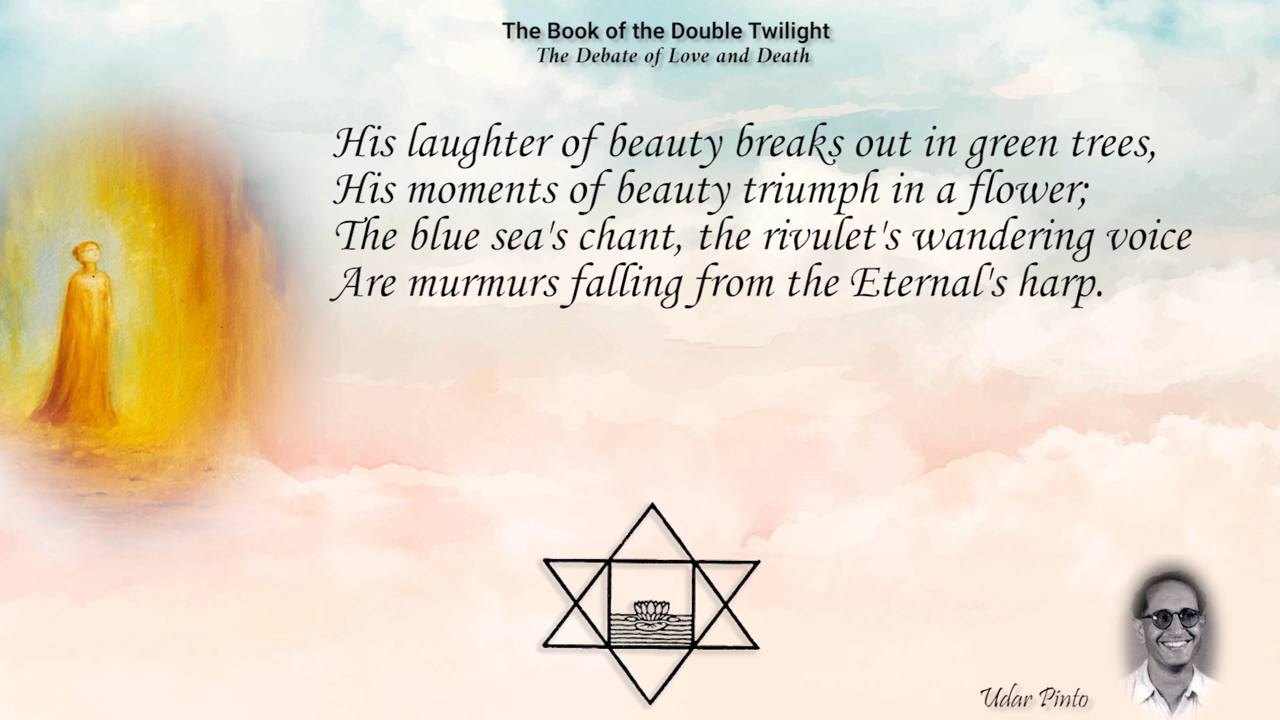 The Book of the Double Twilight
The Debate of Love and Death
His laughter of beauty breaks out in green trees,
His moments of beauty triumph in a flower;
The blue sea's chant, the rivulet's wandering voice
Are murmurs falling from the Eternal's harp.
Udar Pinto